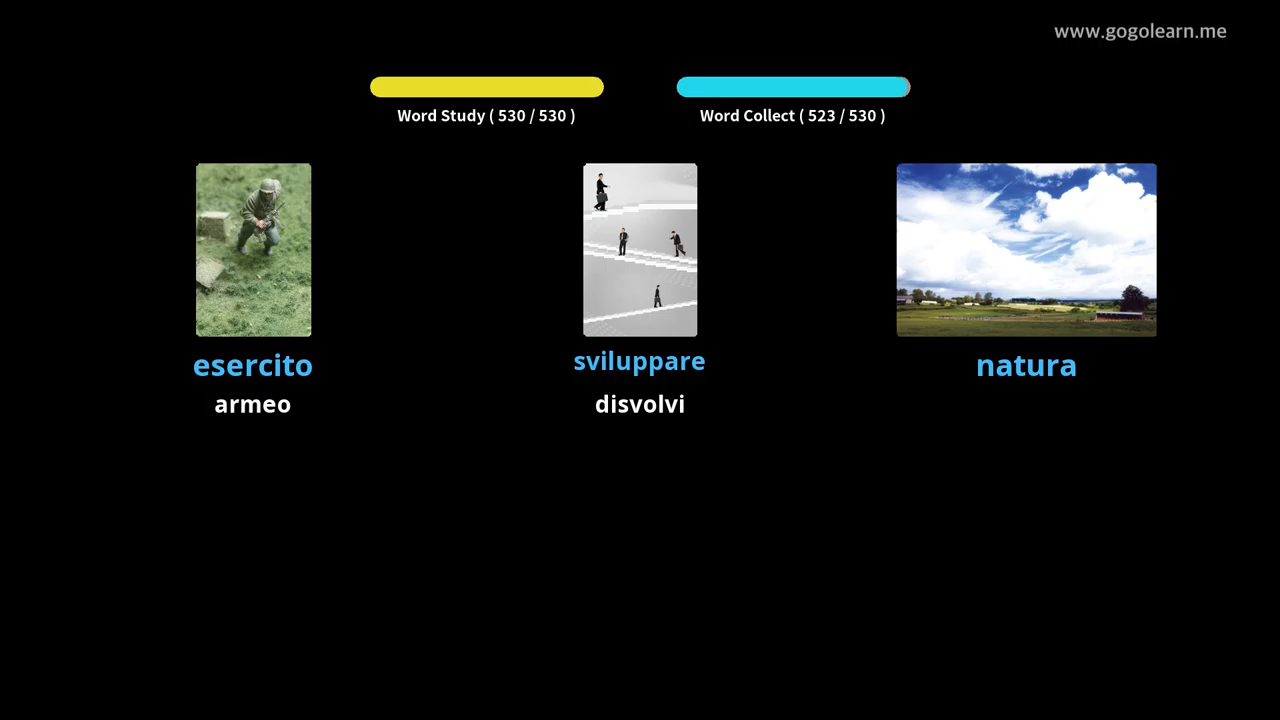 www.gogolearn.me
Word Study ( 530 / 530 )
Word Collect ( 523 / 530 )
esercito
sviluppare
natura
armeo
disvolvi